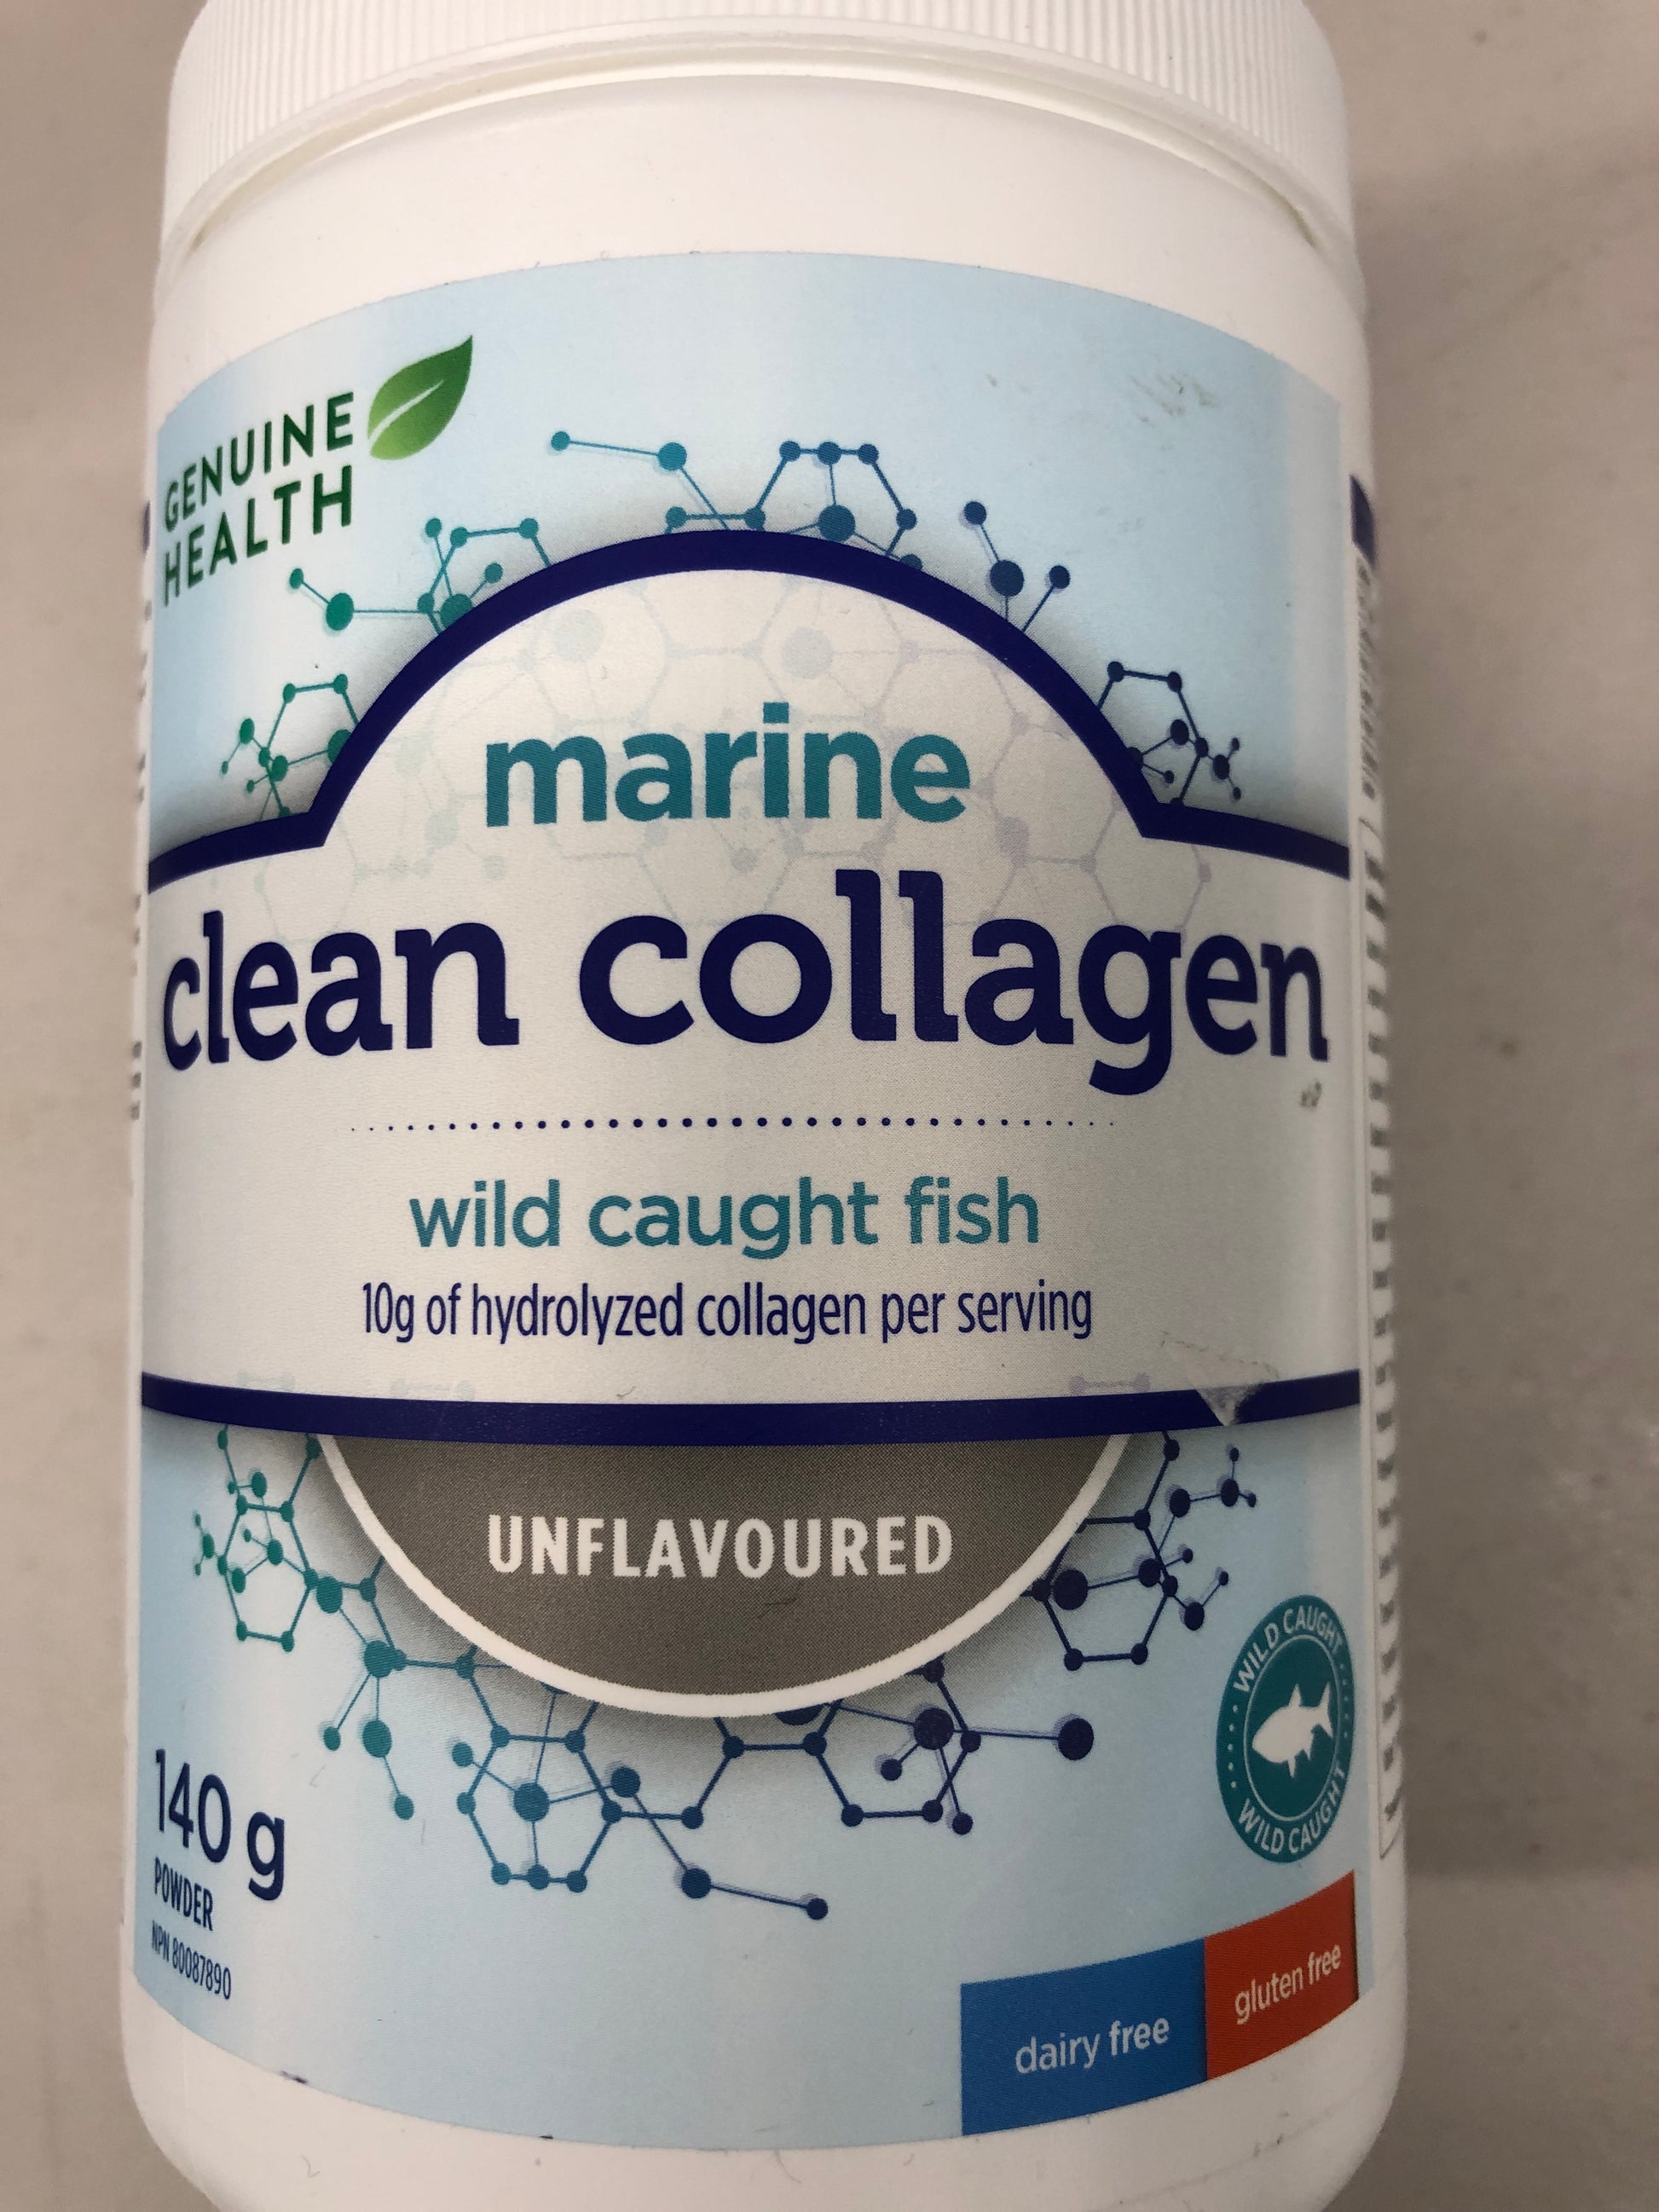 GENUINE
HEALTH
marine
clean collagen
wild caught fish
10g of hydrolyzed collagen per serving
UNFLAVOURED
WILD CAUGHT
WILD CAUGHT
140 g
POWDER
NPN 80087890
dairy free
gluten free